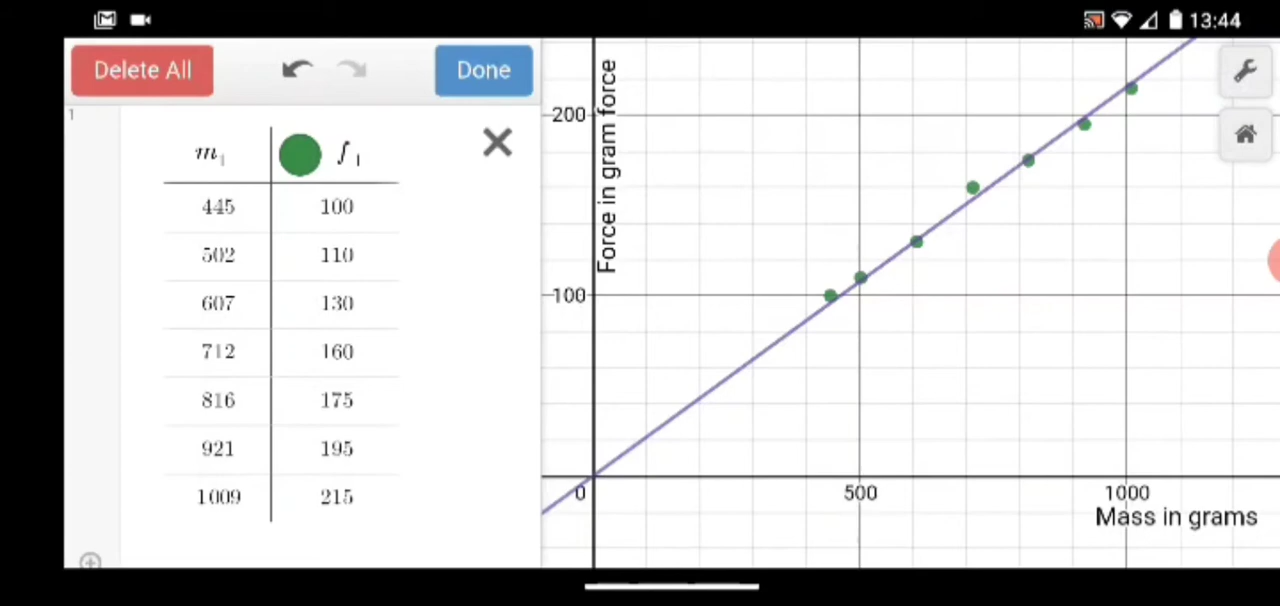 13:44
Delete All
Done
1
m₁ f₁
445 100
502 110
607 130
712 160
816 175
921 195
1009 215
Force in gram force
200
100
0
500
1000
Mass in grams